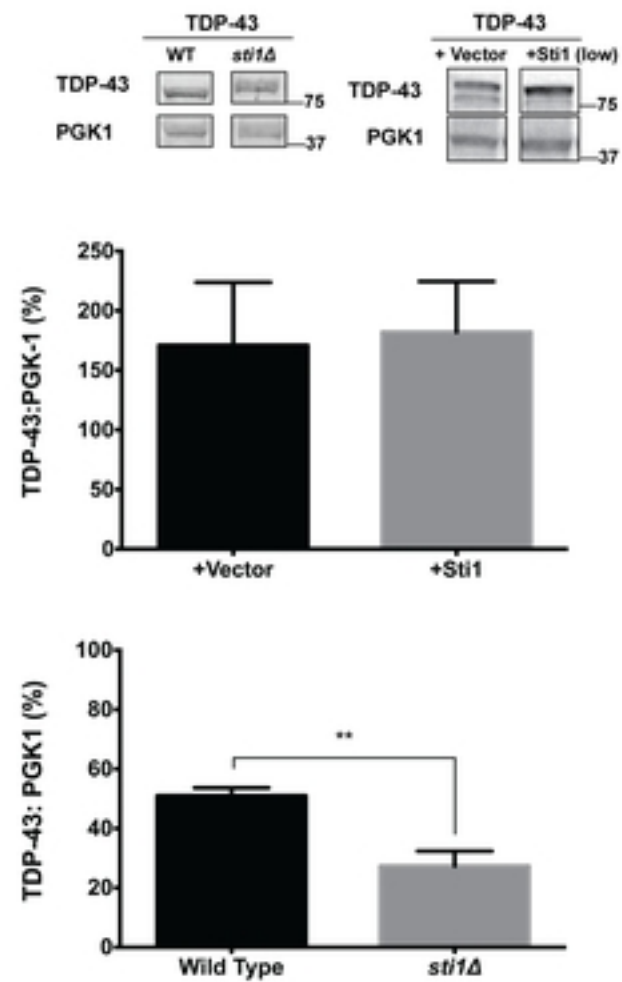 TDP-43
WT sti1Δ
TDP-43
75
PGK1
37
TDP-43
+ Vector +Sti1 (low)
TDP-43
75
PGK1
37
TDP-43:PGK-1 (%)
250
200
150
100
50
0
+Vector +Sti1
TDP-43: PGK1 (%)
100
80
60
40
20
0
**
Wild Type sti1Δ